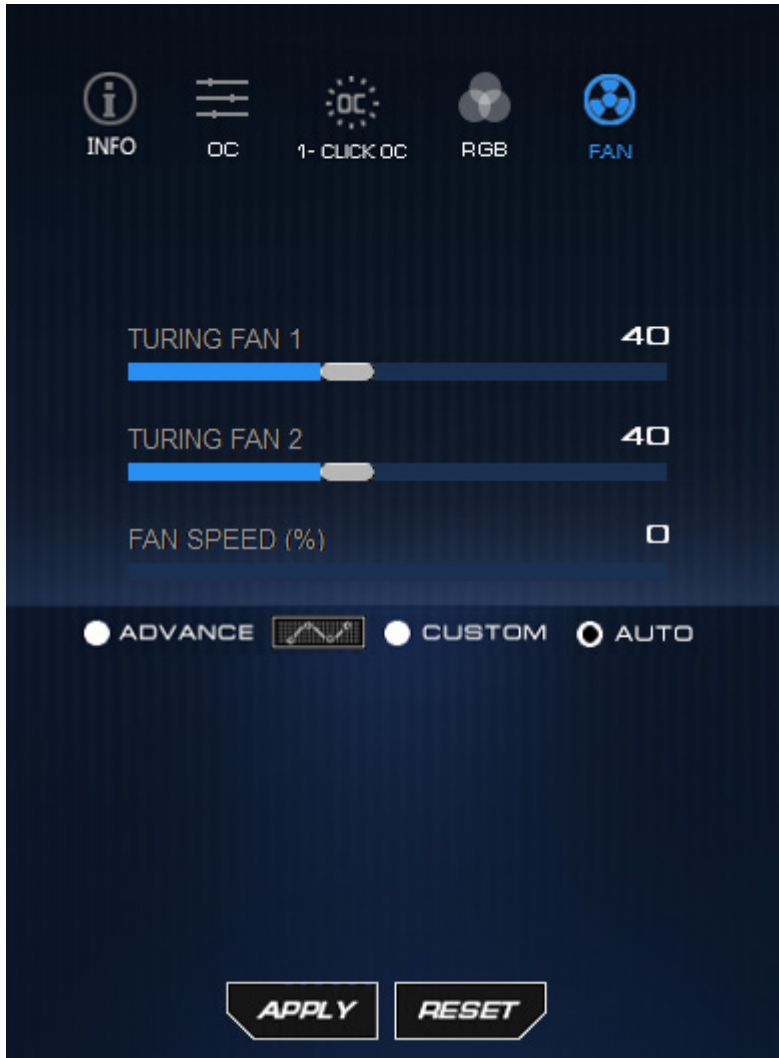 INFO OC 1- CLICK OC RGB FAN
TURING FAN 1 40
TURING FAN 2 40
FAN SPEED (%) 0
ADVANCE CUSTOM AUTO
APPLY RESET